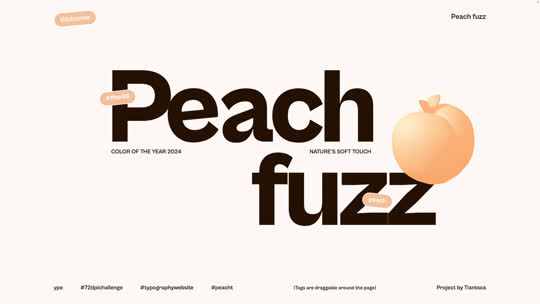 Welcome
Peach fuzz
Peach
COLOR OF THE YEAR 2024
NATURE'S SOFT TOUCH
fuzz
#Peach
ype #72dpichallenge #typographywebsite #peacht
(Tags are draggable around the page)
Project by Tiantsoa